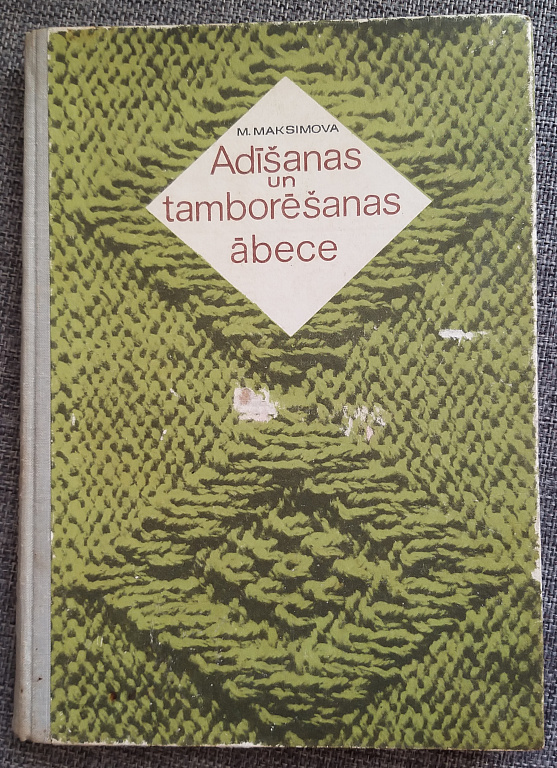 M. MAKSIMOVA
Adīšanas
un
tamborēšanas
ābece